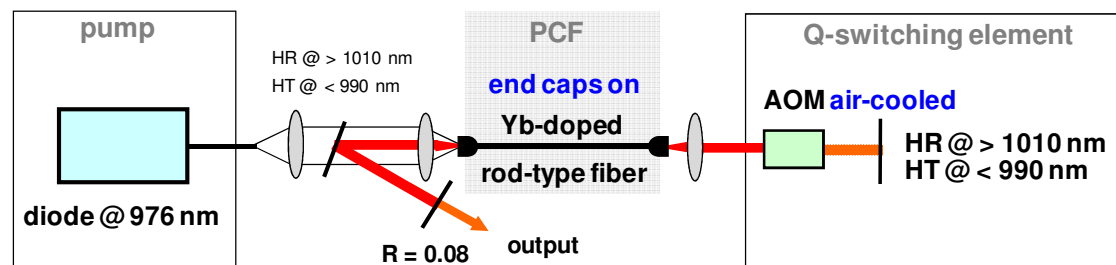 pump
diode @ 976 nm
HR @ > 1010 nm
HT @ < 990 nm
R = 0.08
output
PCF
end caps on
Yb-doped
rod-type fiber
Q-switching element
AOM air-cooled
HR @ > 1010 nm
HT @ < 990 nm